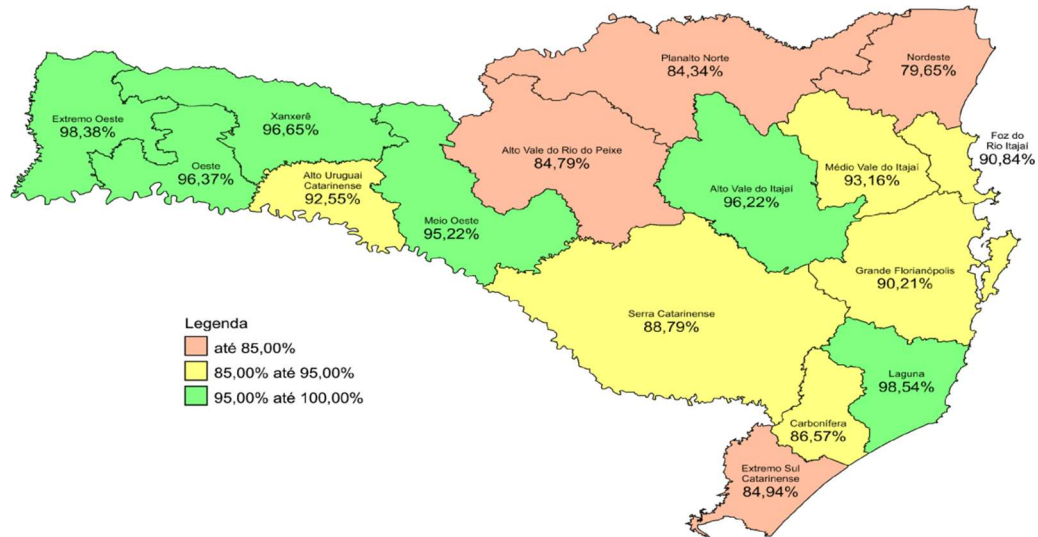 Planalto Norte
84,34%
Nordeste
79,65%
Extremo Oeste
98,38%
Xanxerê
96,65%
Alto Vale do Rio do Peixe
84,79%
Foz do
Rio Itajaí
90,84%
Oeste
96,37%
Alto Uruguai
Catarinense
92,55%
Médio Vale do Itajaí
93,16%
Alto Vale do Itajaí
96,22%
Meio Oeste
95,22%
Grande Florianópolis
90,21%
Serra Catarinense
88,79%
Legenda
até 85,00%
85,00% até 95,00%
95,00% até 100,00%
Laguna
98,54%
Carbonífera
86,57%
Extremo Sul
Catarinense
84,94%